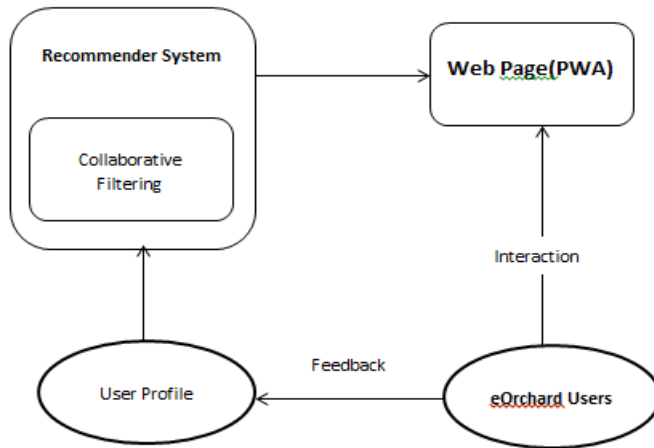 Recommender System
Web Page(PWA)
Collaborative
Filtering
Interaction
Feedback
User Profile
eOrchard Users